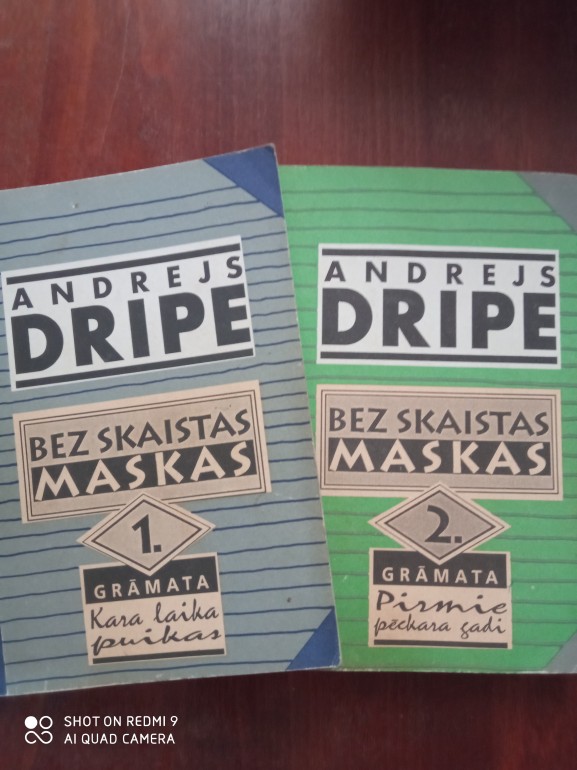 ANDREJS
DRIPE
BEZ SKAISTAS
MASKAS
1.
GRĀMATA
Kara laika
puikas
ANDREJS
DRIPE
BEZ SKAISTAS
MASKAS
2.
GRĀMATA
Pirmie
pēckara gadi
SHOT ON REDMI 9
AI QUAD CAMERA